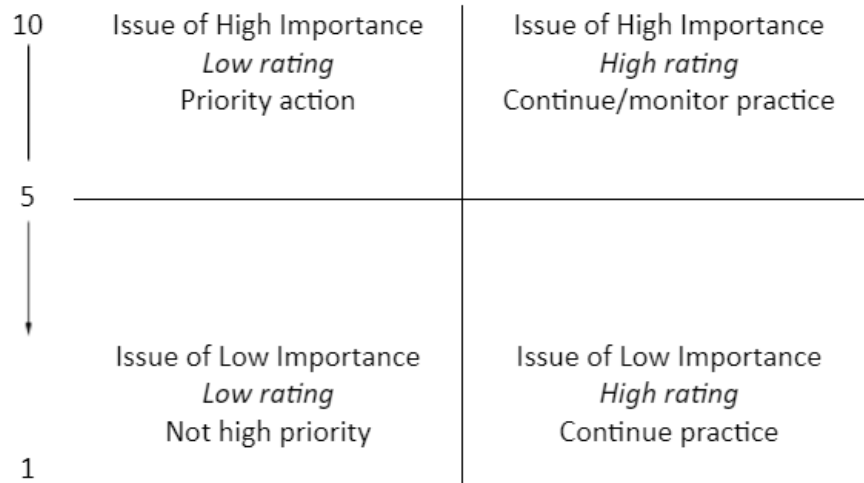 10
Issue of High Importance
Low rating
Priority action
Issue of High Importance
High rating
Continue/monitor practice
5
Issue of Low Importance
Low rating
Not high priority
Issue of Low Importance
High rating
Continue practice
1